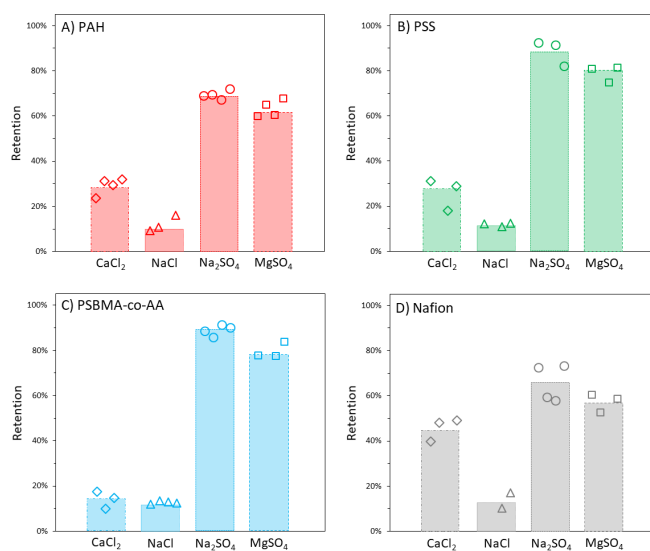 A) PAH
100%
80%
60%
40%
20%
0%
Retention
CaCl₂ NaCl Na₂SO₄ MgSO₄
B) PSS
100%
80%
60%
40%
20%
0%
Retention
CaCl₂ NaCl Na₂SO₄ MgSO₄
C) PSBMA-co-AA
100%
80%
60%
40%
20%
0%
Retention
CaCl₂ NaCl Na₂SO₄ MgSO₄
D) Nafion
100%
80%
60%
40%
20%
0%
Retention
CaCl₂ NaCl Na₂SO₄ MgSO₄